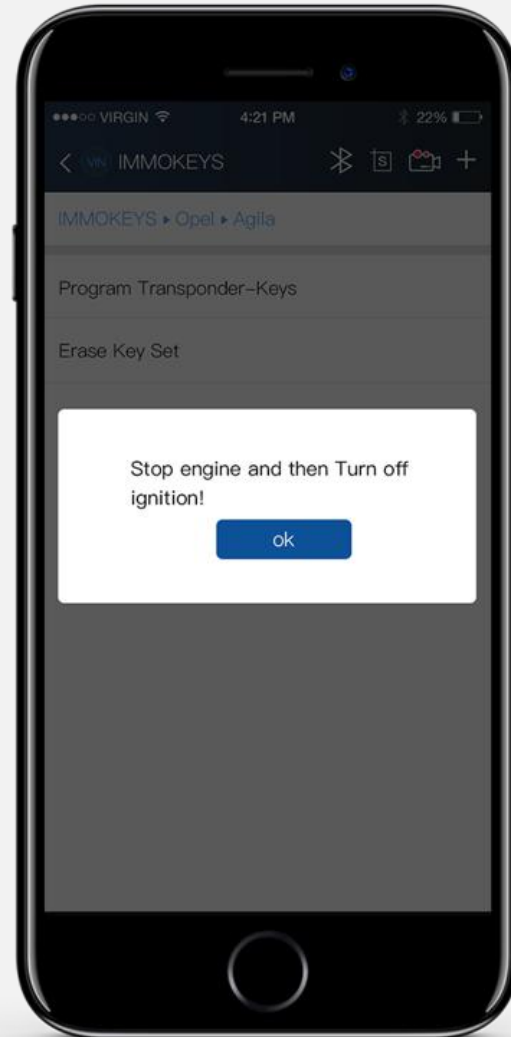 VIRGIN 4:21 PM 22%
VIN IMMOKEYS S +
IMMOKEYS ▸ Opel ▸ Agila
Program Transponder-Keys
Erase Key Set
Stop engine and then Turn off
ignition!
ok